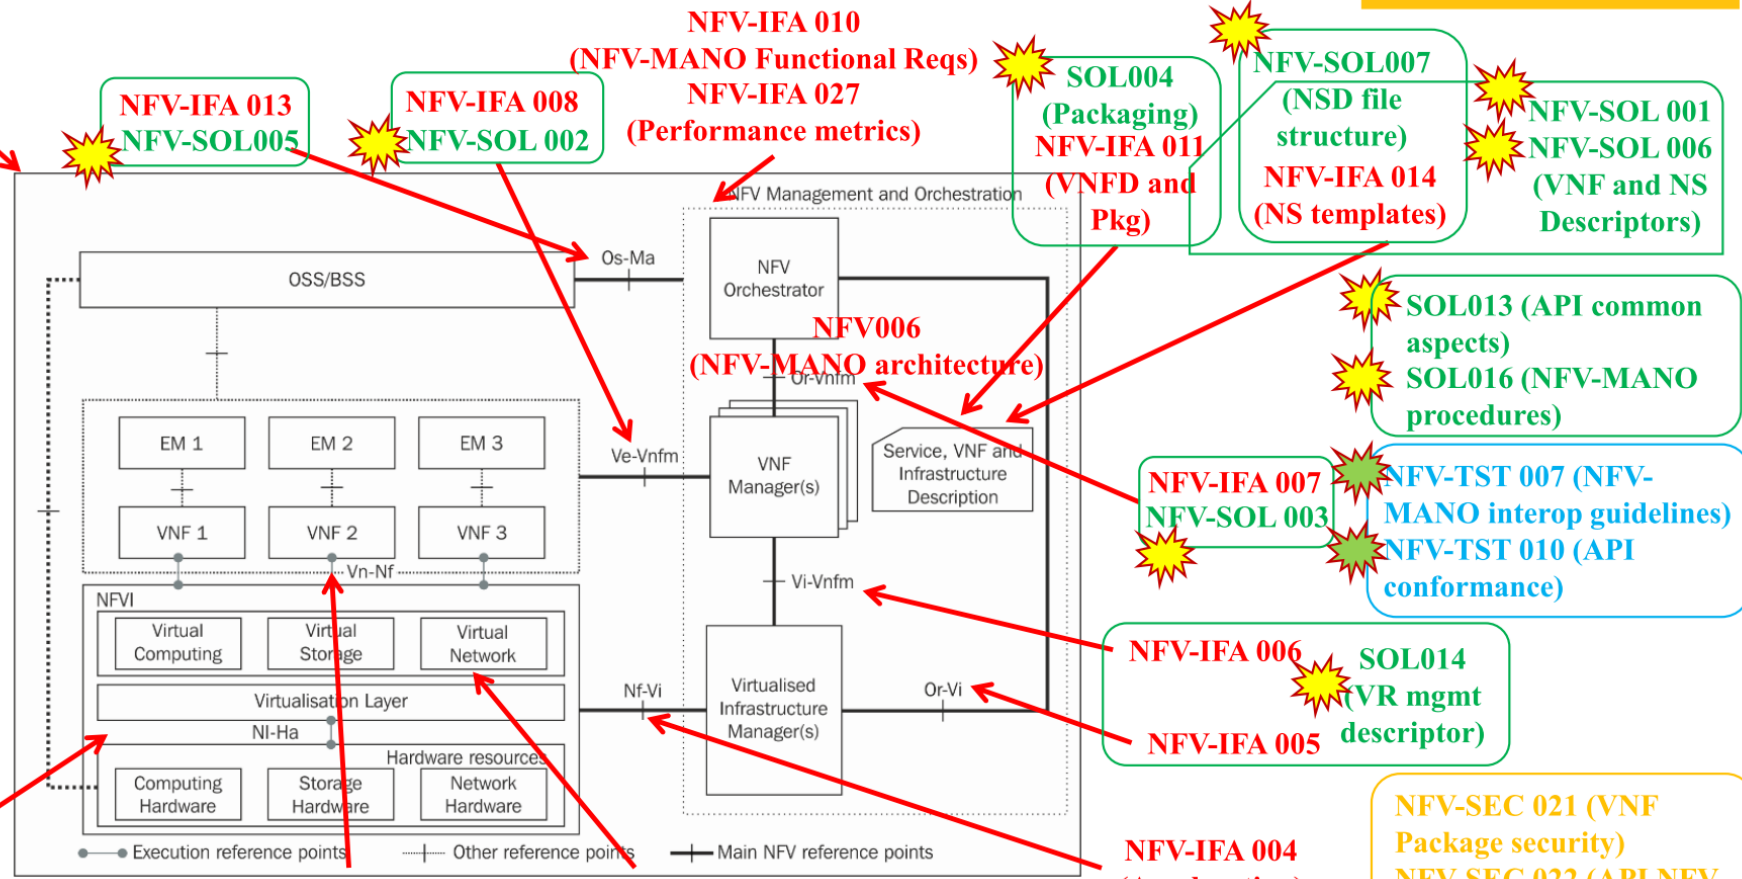 NFV-IFA 010
(NFV-MANO Functional Reqs)
NFV-IFA 027
(Performance metrics)
NFV-IFA 013
NFV-SOL005
NFV-IFA 008
NFV-SOL 002
SOL004
(Packaging)
NFV-IFA 011
(VNFD and
Pkg)
NFV-SOL007
(NSD file
structure)
NFV-IFA 014
(NS templates)
NFV-SOL 001
NFV-SOL 006
(VNF and NS
Descriptors)
NFV Management and Orchestration
OSS/BSS
Os-Ma
NFV
Orchestrator
NFV006
(NFV-MANO architecture)
Or-Vnfm
SOL013 (API common
aspects)
SOL016 (NFV-MANO
procedures)
EM 1
EM 2
EM 3
Ve-Vnfm
VNF
Manager(s)
Service, VNF and
Infrastructure
Description
VNF 1
VNF 2
VNF 3
NFV-IFA 007
NFV-SOL 003
NFV-TST 007 (NFV-
MANO interop guidelines)
NFV-TST 010 (API
conformance)
Vn-Nf
Vi-Vnfm
NFVI
Virtual
Computing
Virtual
Storage
Virtual
Network
Virtualisation Layer
Nf-Vi
Virtualised
Infrastructure
Manager(s)
Or-Vi
NFV-IFA 006
SOL014
(VR mgmt
descriptor)
NFV-IFA 005
NI-Ha
Hardware resources
Computing
Hardware
Storage
Hardware
Network
Hardware
Execution reference points
Other reference points
Main NFV reference points
NFV-IFA 004
NFV-SEC 021 (VNF
Package security)
NFV-SEC 022 (API NFV